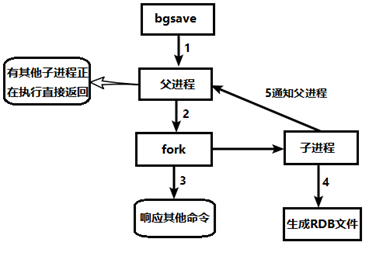 bgsave
1
有其他子进程正
在执行直接返回
父进程
5通知父进程
2
fork
子进程
3
4
响应其他命令
生成RDB文件